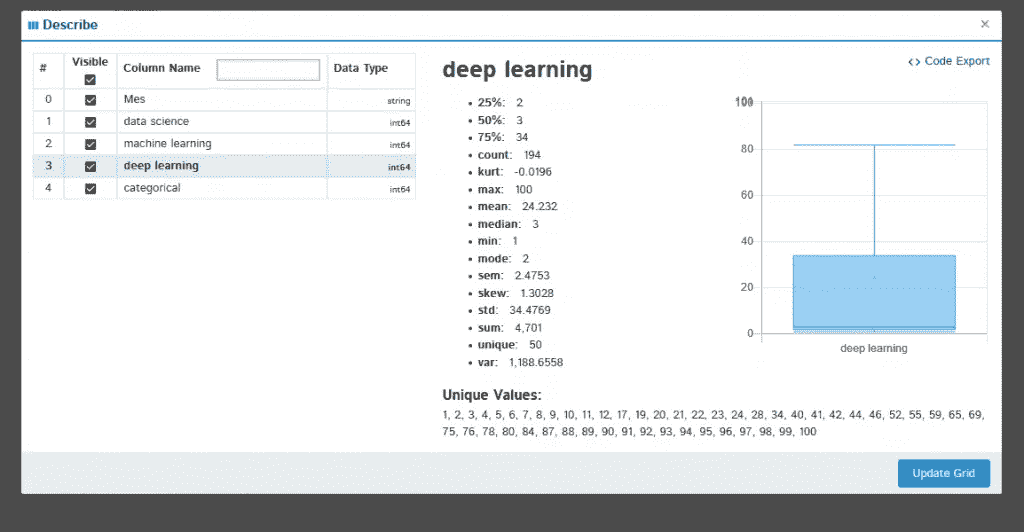 Describe ×
# Visible Column Name Data Type
0 Mes string
1 data science int64
2 machine learning int64
3 deep learning int64
4 categorical int64
deep learning
<> Code Export
• 25%: 2
• 50%: 3
• 75%: 34
• count: 194
• kurt: -0.0196
• max: 100
• mean: 24.232
• median: 3
• min: 1
• mode: 2
• sem: 2.4753
• skew: 1.3028
• std: 34.4769
• sum: 4,701
• unique: 50
• var: 1,188.6558
80
60
40
20
0
deep learning
Unique Values:
1, 2, 3, 4, 5, 6, 7, 8, 9, 10, 11, 12, 17, 19, 20, 21, 22, 23, 24, 28, 34, 40, 41, 42, 44, 46, 52, 55, 59, 65, 69,
75, 76, 78, 80, 84, 87, 88, 89, 90, 91, 92, 93, 94, 95, 96, 97, 98, 99, 100
Update Grid